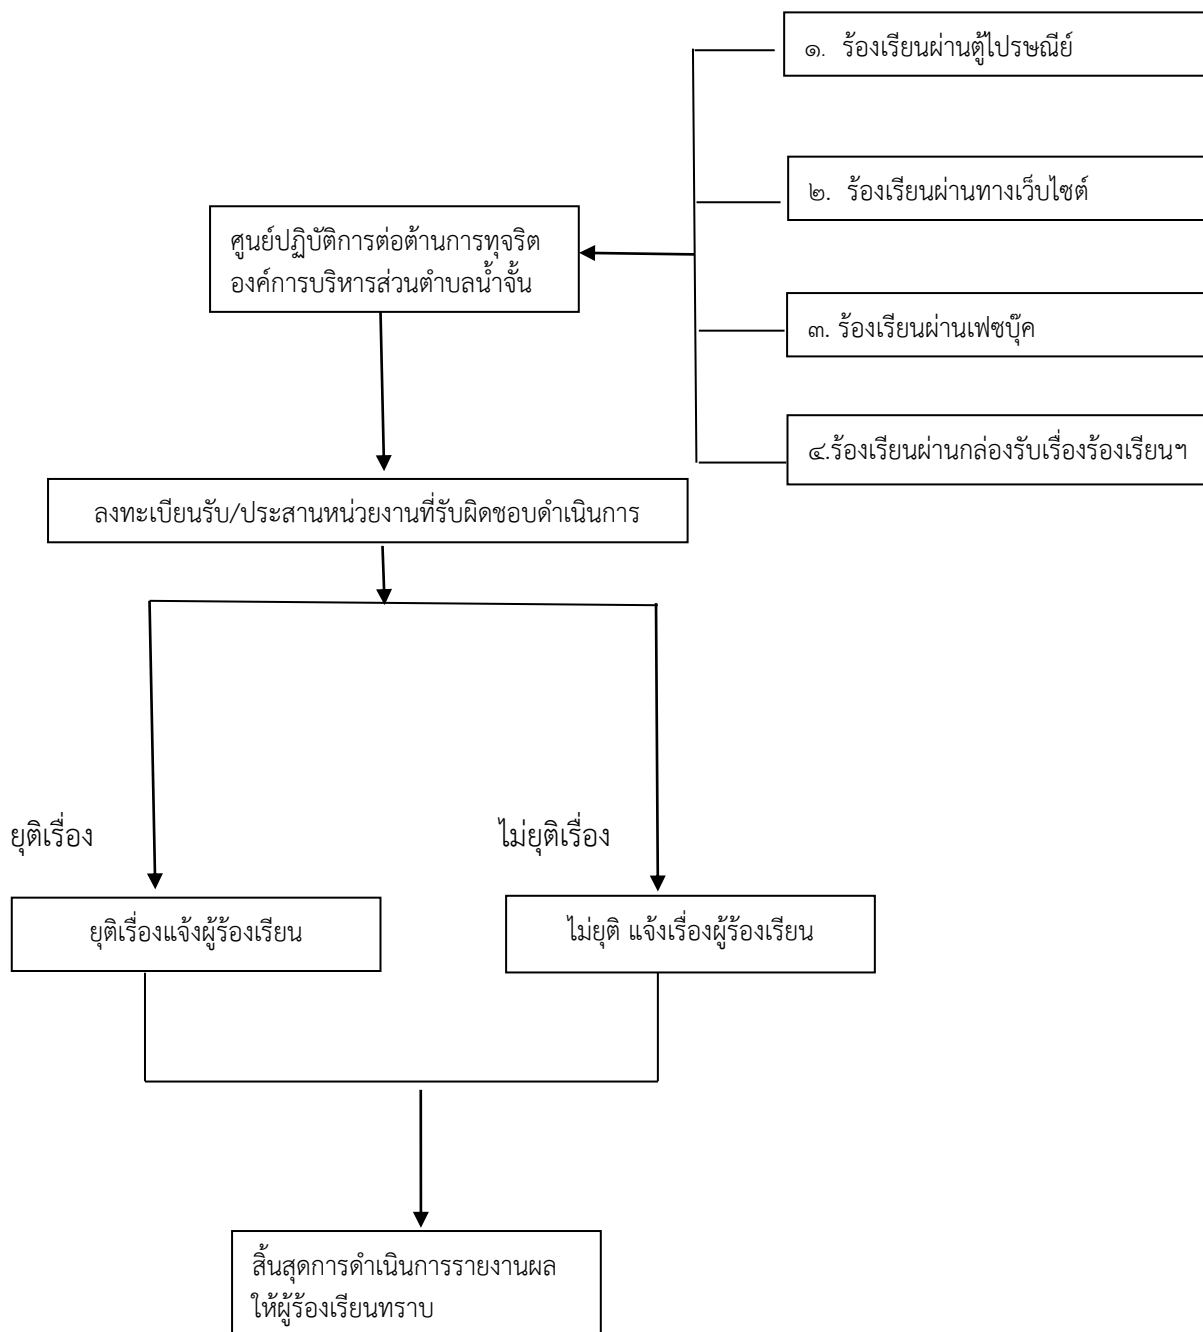 ๑. ร้องเรียนผ่านตู้ไปรษณีย์
๒. ร้องเรียนผ่านทางเว็บไซต์
ศูนย์ปฏิบัติการต่อต้านการทุจริต
องค์การบริหารส่วนตำบลน้ำจั้น
๓. ร้องเรียนผ่านเฟซบุ๊ค
๔.ร้องเรียนผ่านกล่องรับเรื่องร้องเรียนฯ
ลงทะเบียนรับ/ประสานหน่วยงานที่รับผิดชอบดำเนินการ
ยุติเรื่อง
ไม่ยุติเรื่อง
ยุติเรื่องแจ้งผู้ร้องเรียน
ไม่ยุติ แจ้งเรื่องผู้ร้องเรียน
สิ้นสุดการดำเนินการรายงานผล
ให้ผู้ร้องเรียนทราบ